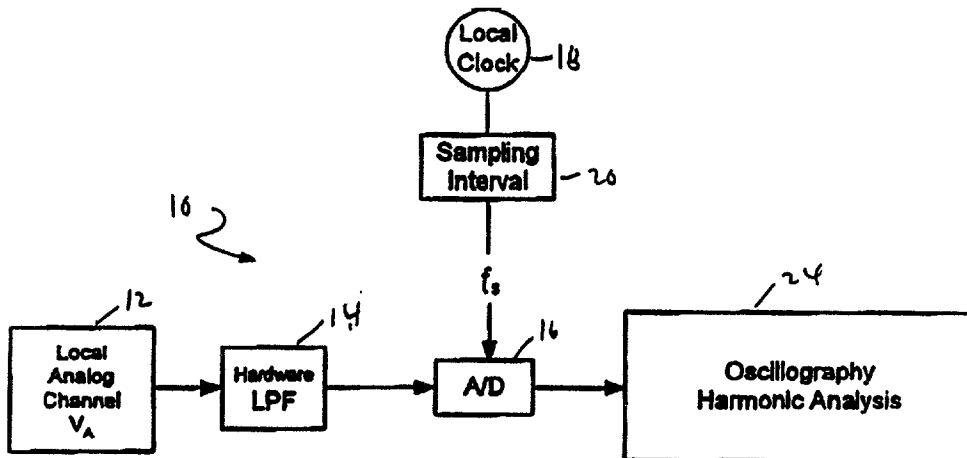 Local
Clock
18
Sampling
Interval
20
10
fs
12
14
16
24
Local
Analog
Channel
VA
Hardware
LPF
A/D
Oscillography
Harmonic Analysis